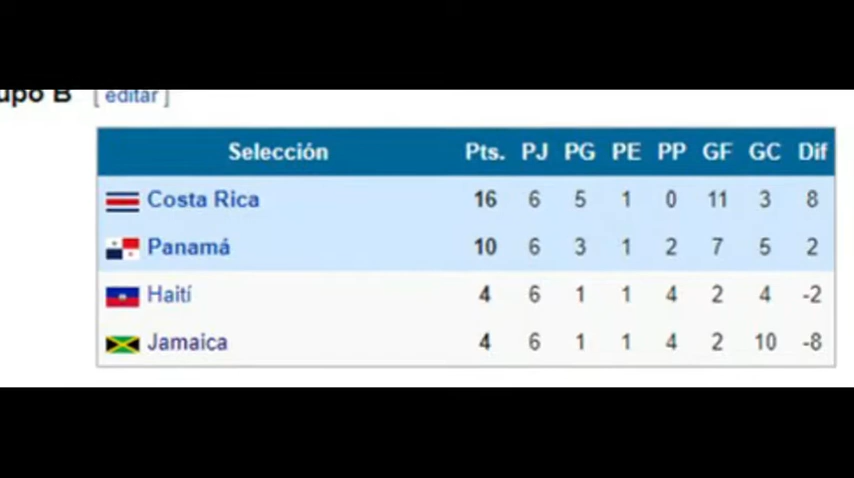 upo B [ editar ]
Selección Pts. PJ PG PE PP GF GC Dif
Costa Rica 16 6 5 1 0 11 3 8
Panamá 10 6 3 1 2 7 5 2
Haití 4 6 1 1 4 2 4 -2
Jamaica 4 6 1 1 4 2 10 -8